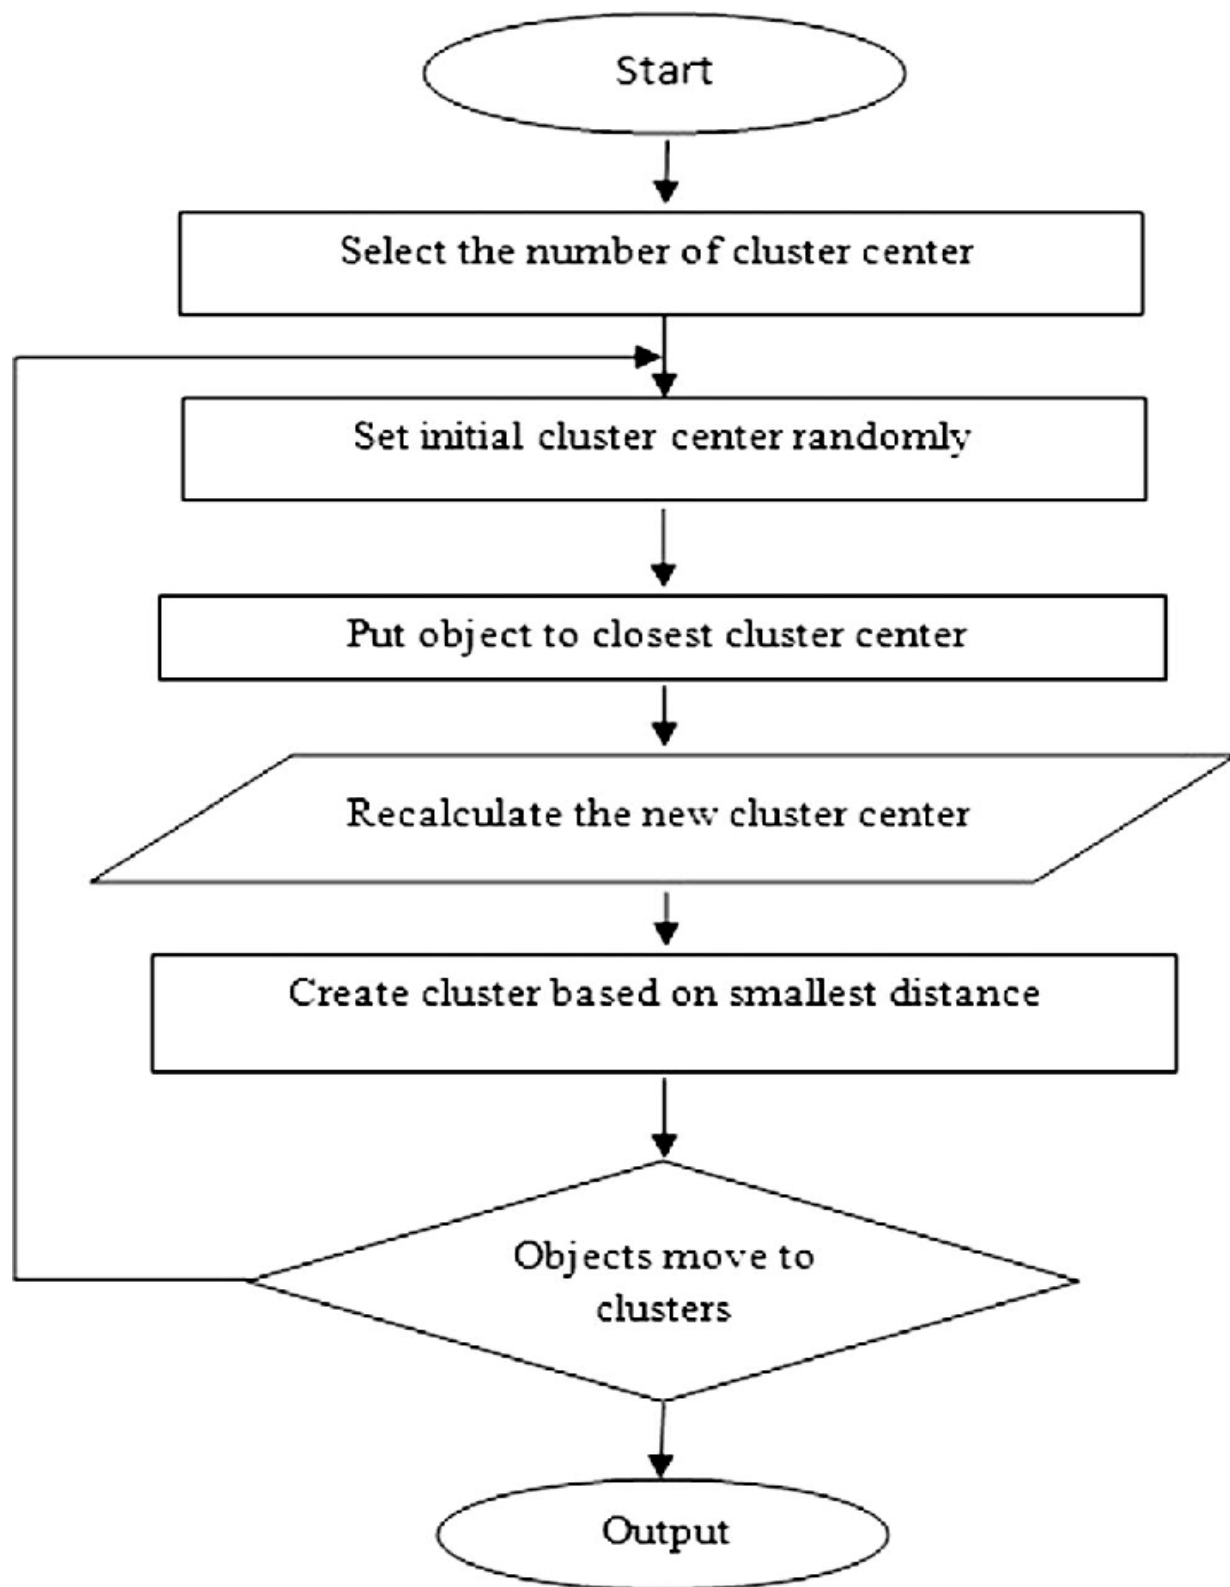 Start
Select the number of cluster center
Set initial cluster center randomly
Put object to closest cluster center
Recalculate the new cluster center
Create cluster based on smallest distance
Objects move to
clusters
Output